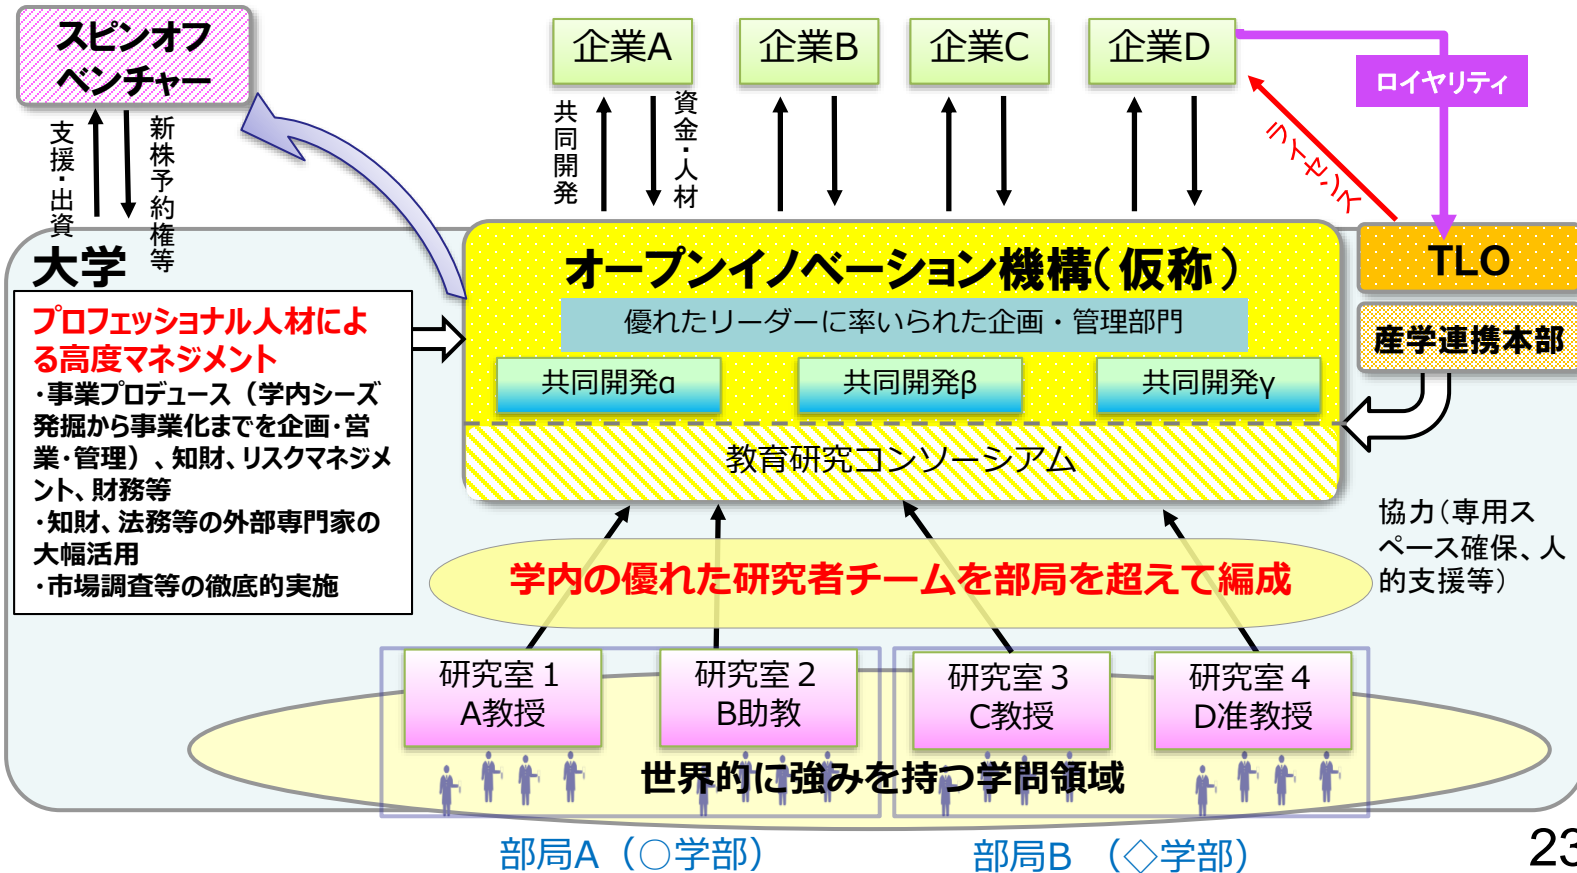 スピンオフ
ベンチャー
企業A
企業B
企業C
企業D
ロイヤリティ
支援・出資
新株予約権等
共同開発
資金・人材
ライセンス
大学
オープンイノベーション機構(仮称)
TLO
優れたリーダーに率いられた企画・管理部門
産学連携本部
プロフェッショナル人材によ
る高度マネジメント
・事業プロデュース（学内シーズ
発掘から事業化までを企画・営
業・管理）、知財、リスクマネジメ
ント、財務等
・知財、法務等の外部専門家の
大幅活用
・市場調査等の徹底的実施
共同開発α
共同開発β
共同開発γ
教育研究コンソーシアム
協力(専用ス
ペース確保、人
的支援等)
学内の優れた研究者チームを部局を超えて編成
研究室１
A教授
研究室２
B助教
研究室３
C教授
研究室４
D准教授
世界的に強みを持つ学問領域
部局A（○学部）
部局B （◇学部）
23